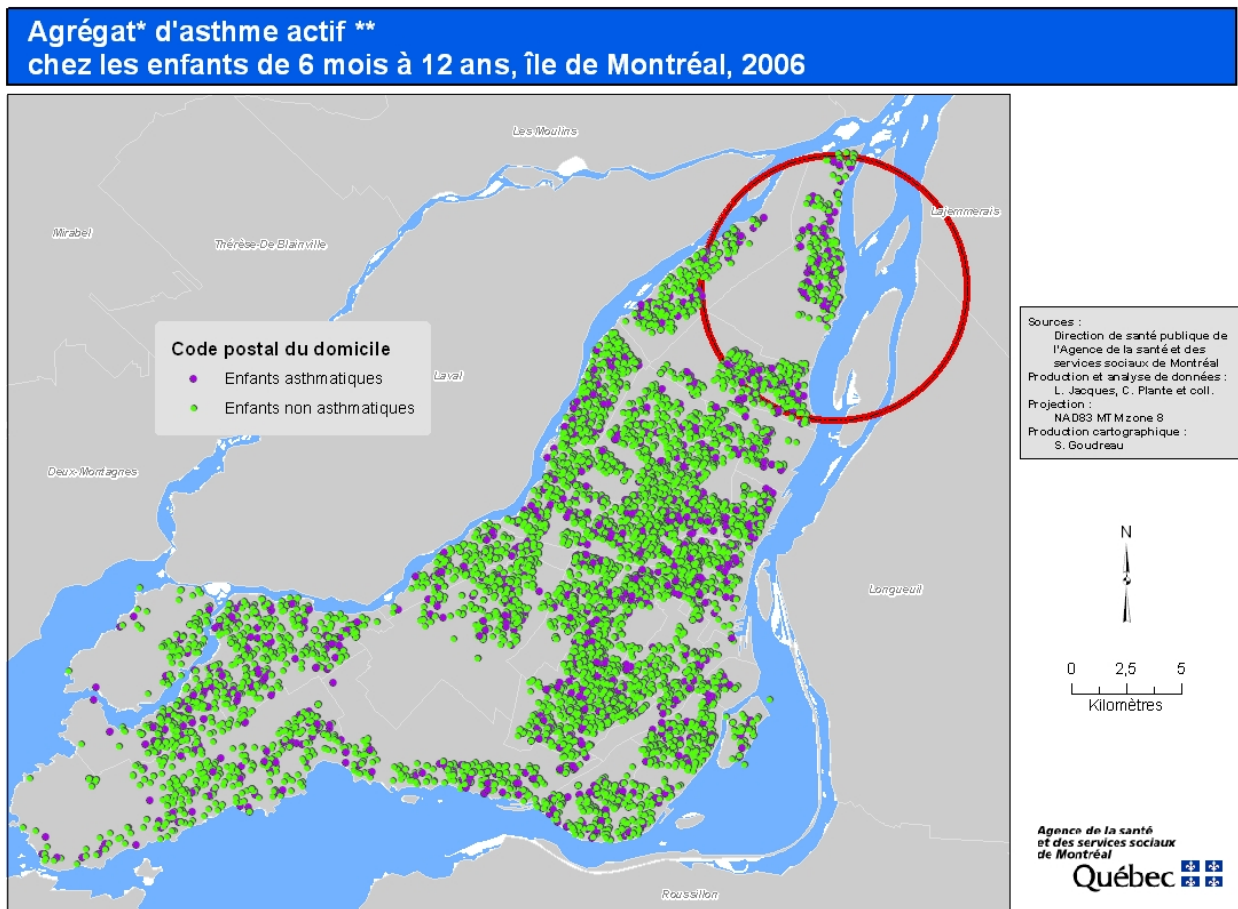 Agrégat* d'asthme actif **
chez les enfants de 6 mois à 12 ans, île de Montréal, 2006
Les Moulins
Lajemmerais
Mirabel
Thérèse-De Blainville
Code postal du domicile
Enfants asthmatiques
Enfants non asthmatiques
Laval
Deux-Montagnes
Longueuil
Roussillon
Sources :
Direction de santé publique de
l'Agence de la santé et des
services sociaux de Montréal
Production et analyse de données :
L. Jacques, C. Plante et coll.
Projection :
NAD83 MTM zone 8
Production cartographique :
S. Goudreau
N
0 2,5 5
Kilomètres
Agence de la santé
et des services sociaux
de Montréal
Québec